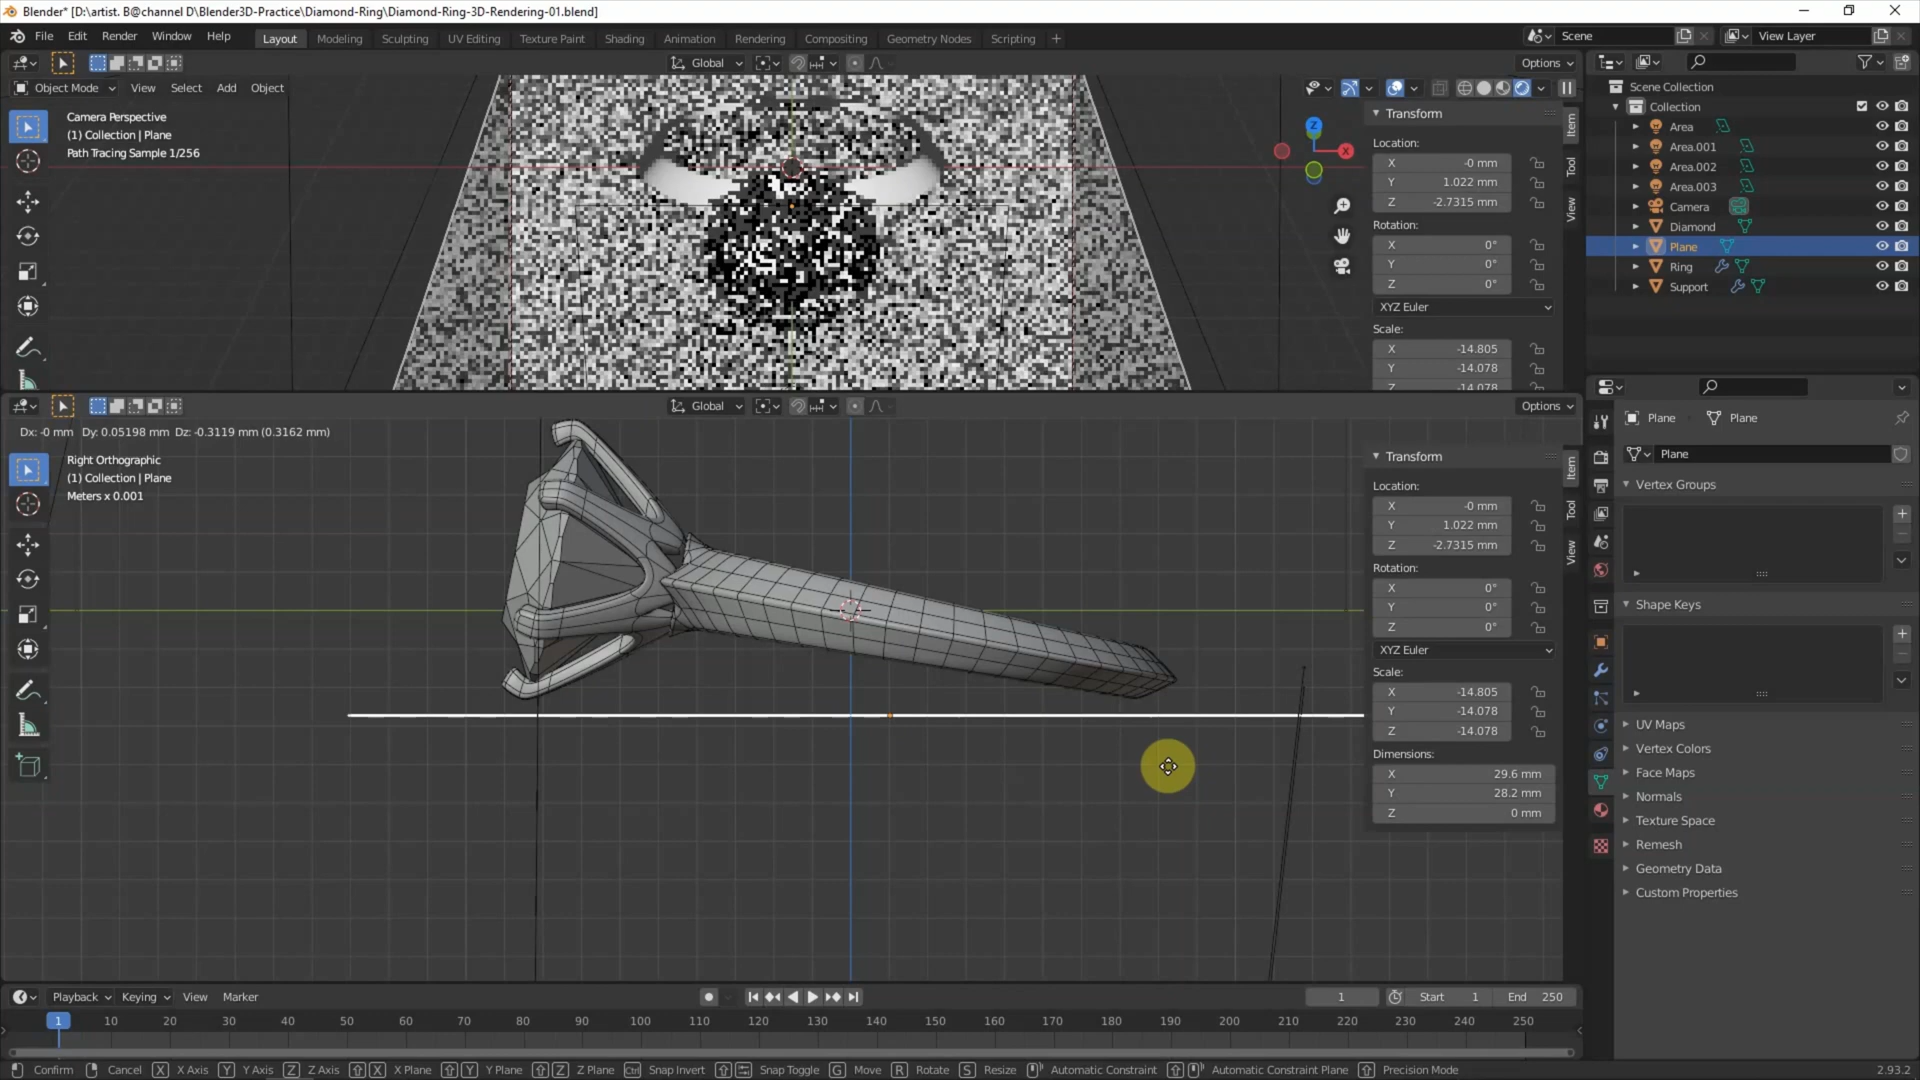 Blender* [D:\artist. B@channel D\Blender3D-Practice\Diamond-Ring\Diamond-Ring-3D-Rendering-01.blend]
File Edit Render Window Help Layout Modeling Sculpting UV Editing Texture Paint Shading Animation Rendering Compositing Geometry Nodes Scripting + Scene View Layer
Global Options
Object Mode View Select Add Object
Camera Perspective
(1) Collection | Plane
Path Tracing Sample 1/256
Z
X
Transform
Location:
X -0 mm
Y 1.022 mm
Z -2.7315 mm
Rotation:
X 0°
Y 0°
Z 0°
XYZ Euler
Scale:
X -14.805
Y -14.078
Z -14.078
Item
Tool
View
Scene Collection
Collection
Area
Area.001
Area.002
Area.003
Camera
Diamond
Plane
Ring
Support
Global Options
Dx: -0 mm Dy: 0.05198 mm Dz: -0.3119 mm (0.3162 mm)
Right Orthographic
(1) Collection | Plane
Meters x 0.001
Transform
Location:
X -0 mm
Y 1.022 mm
Z -2.7315 mm
Rotation:
X 0°
Y 0°
Z 0°
XYZ Euler
Scale:
X -14.805
Y -14.078
Z -14.078
Dimensions:
X 29.6 mm
Y 28.2 mm
Z 0 mm
Item
Tool
View
Plane Plane
Plane
Vertex Groups
Shape Keys
UV Maps
Vertex Colors
Face Maps
Normals
Texture Space
Remesh
Geometry Data
Custom Properties
Playback Keying View Marker 1 Start 1 End 250
1 10 20 30 40 50 60 70 80 90 100 110 120 130 140 150 160 170 180 190 200 210 220 230 240 250
Confirm Cancel X X Axis Y Y Axis Z Z Axis X X Plane Y Y Plane Z Z Plane Ctrl Snap Invert Snap Toggle G Move R Rotate S Resize Automatic Constraint Automatic Constraint Plane Precision Mode 2.93.2